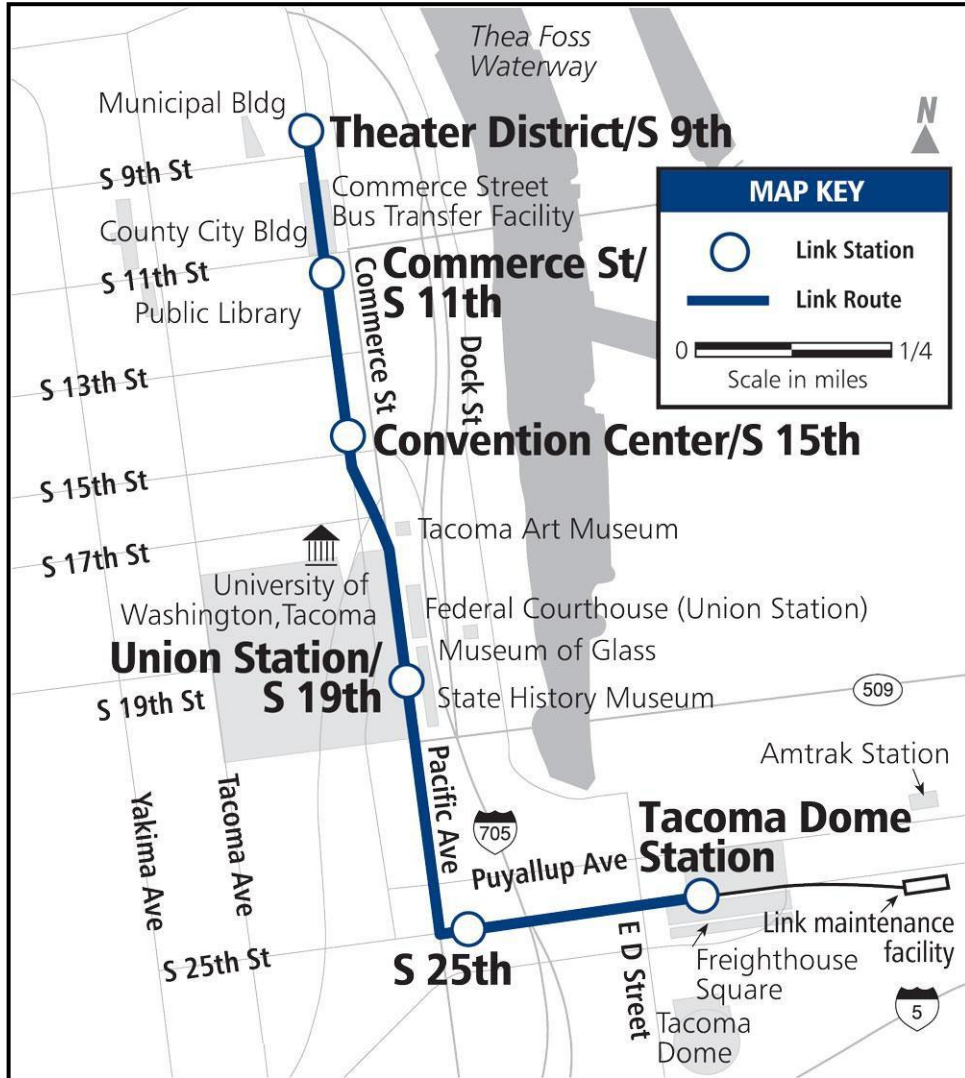 Thea Foss
Waterway
Municipal Bldg
Theater District/S 9th
N
S 9th St
Commerce Street
Bus Transfer Facility
MAP KEY
Link Station
Link Route
0
1/4
Scale in miles
County City Bldg
S 11th St
Commerce St/
S 11th
Public Library
Commerce St
Dock St
S 13th St
Convention Center/S 15th
S 15th St
Tacoma Art Museum
S 17th St
University of
Washington,Tacoma
Federal Courthouse (Union Station)
Museum of Glass
Union Station/
S 19th
State History Museum
S 19th St
509
Amtrak Station
Yakima Ave
Tacoma Ave
Pacific Ave
705
Tacoma Dome
Station
Puyallup Ave
Link maintenance
facility
S 25th St
S 25th
E D Street
Freighthouse
Square
5
Tacoma
Dome